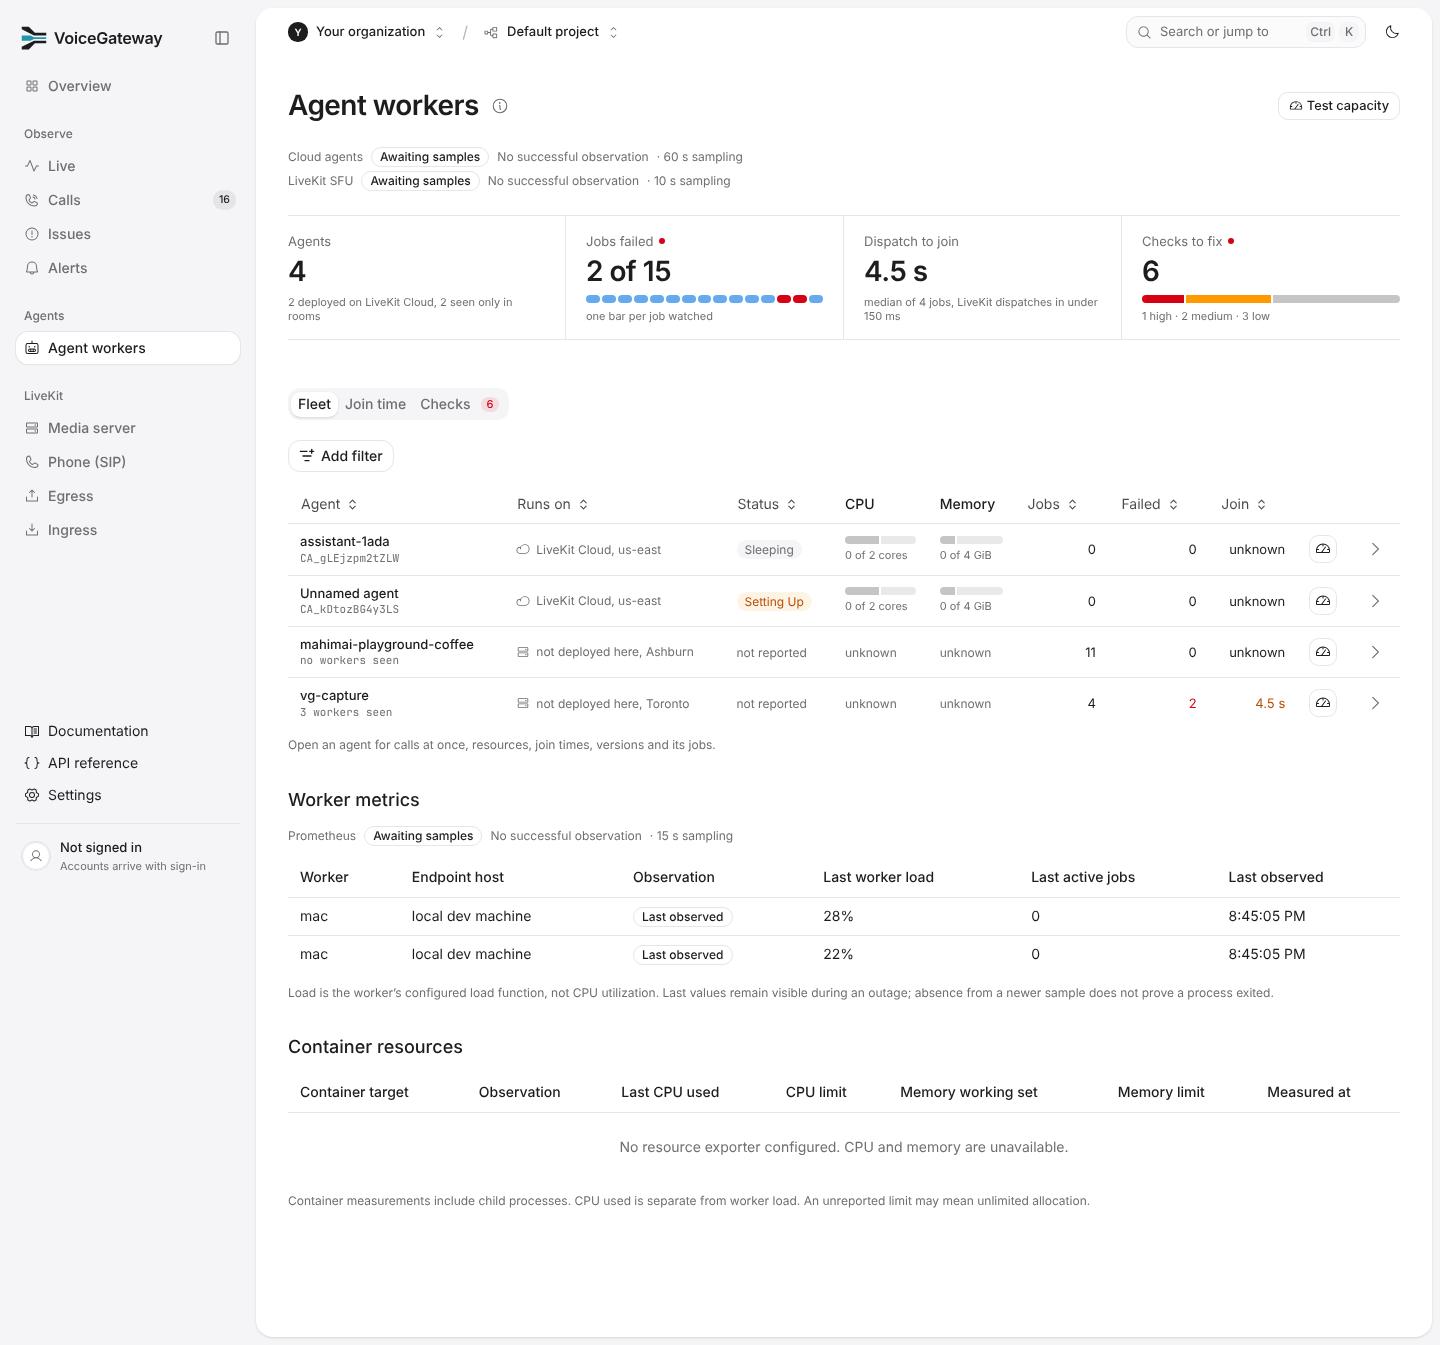 VoiceGateway
Overview
Observe
Live
Calls 16
Issues
Alerts
Agents
Agent workers
LiveKit
Media server
Phone (SIP)
Egress
Ingress
Documentation
API reference
Settings
Not signed in
Accounts arrive with sign-in
Y Your organization / Default project
Search or jump to Ctrl K
Agent workers
Test capacity
Cloud agents Awaiting samples No successful observation · 60 s sampling
LiveKit SFU Awaiting samples No successful observation · 10 s sampling
Agents
4
2 deployed on LiveKit Cloud, 2 seen only in
rooms
Jobs failed
2 of 15
one bar per job watched
Dispatch to join
4.5 s
median of 4 jobs, LiveKit dispatches in under
150 ms
Checks to fix
6
1 high · 2 medium · 3 low
Fleet Join time Checks 6
Add filter
Agent Runs on Status CPU Memory Jobs Failed Join
assistant-1ada
CA_gLEjzpm2tZLW
LiveKit Cloud, us-east Sleeping 0 of 2 cores 0 of 4 GiB 0 0 unknown
Unnamed agent
CA_kDtozBG4y3LS
LiveKit Cloud, us-east Setting Up 0 of 2 cores 0 of 4 GiB 0 0 unknown
mahimai-playground-coffee
no workers seen
not deployed here, Ashburn not reported unknown unknown 11 0 unknown
vg-capture
3 workers seen
not deployed here, Toronto not reported unknown unknown 4 2 4.5 s
Open an agent for calls at once, resources, join times, versions and its jobs.
Worker metrics
Prometheus Awaiting samples No successful observation · 15 s sampling
Worker Endpoint host Observation Last worker load Last active jobs Last observed
mac local dev machine Last observed 28% 0 8:45:05 PM
mac local dev machine Last observed 22% 0 8:45:05 PM
Load is the worker’s configured load function, not CPU utilization. Last values remain visible during an outage; absence from a newer sample does not prove a process exited.
Container resources
Container target Observation Last CPU used CPU limit Memory working set Memory limit Measured at
No resource exporter configured. CPU and memory are unavailable.
Container measurements include child processes. CPU used is separate from worker load. An unreported limit may mean unlimited allocation.